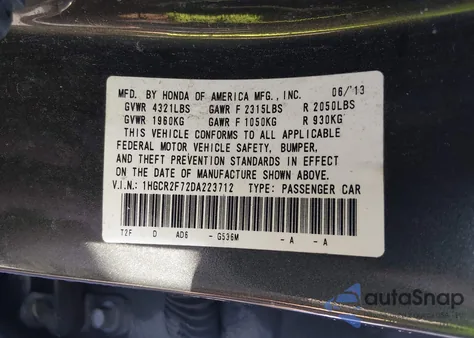 MFD. BY HONDA OF AMERICA MFG., INC. 06/'13
GVWR 4321LBS GAWR F 2315LBS R 2050LBS
GVWR 1960KG GAWR F 1050KG R 930KG
THIS VEHICLE CONFORMS TO ALL APPLICABLE
FEDERAL MOTOR VEHICLE SAFETY, BUMPER,
AND THEFT PREVENTION STANDARDS IN EFFECT
ON THE DATE OF MANUFACTURE SHOWN ABOVE.
V.I.N: 1HGCR2F72DA223712 TYPE: PASSENGER CAR
T2F D AD6 - G536M - A - A
autoSnap